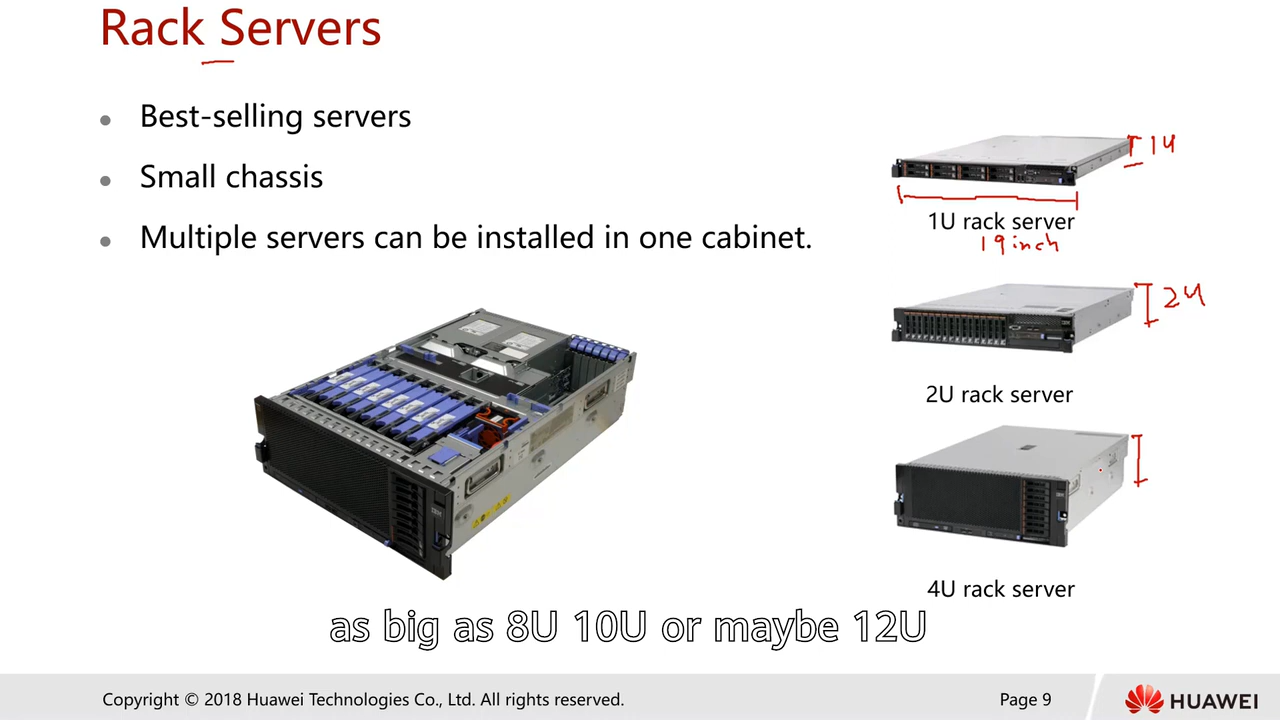 Rack Servers
Best-selling servers
Small chassis
Multiple servers can be installed in one cabinet.
1U
1U rack server
19 inch
2U
2U rack server
4U rack server
as big as 8U 10U or maybe 12U
Copyright © 2018 Huawei Technologies Co., Ltd. All rights reserved.
Page 9
HUAWEI